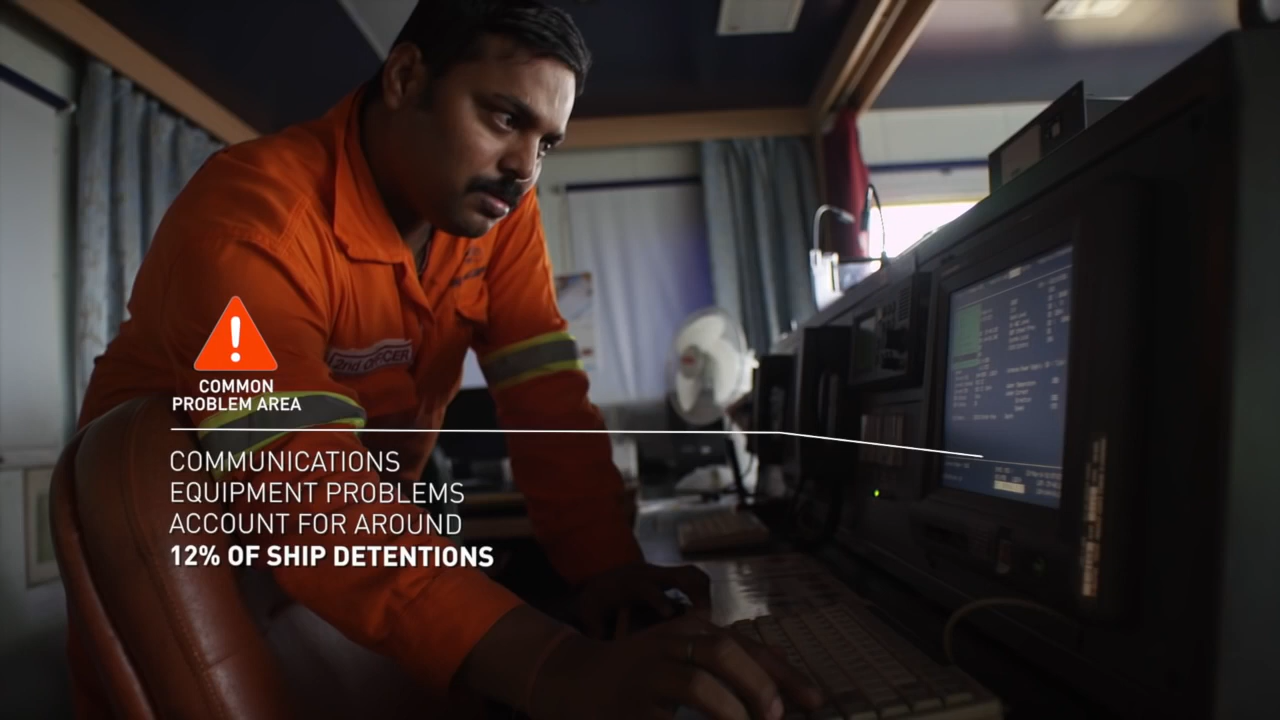 2nd OFFICER
COMMON
PROBLEM AREA
COMMUNICATIONS
EQUIPMENT PROBLEMS
ACCOUNT FOR AROUND
12% OF SHIP DETENTIONS